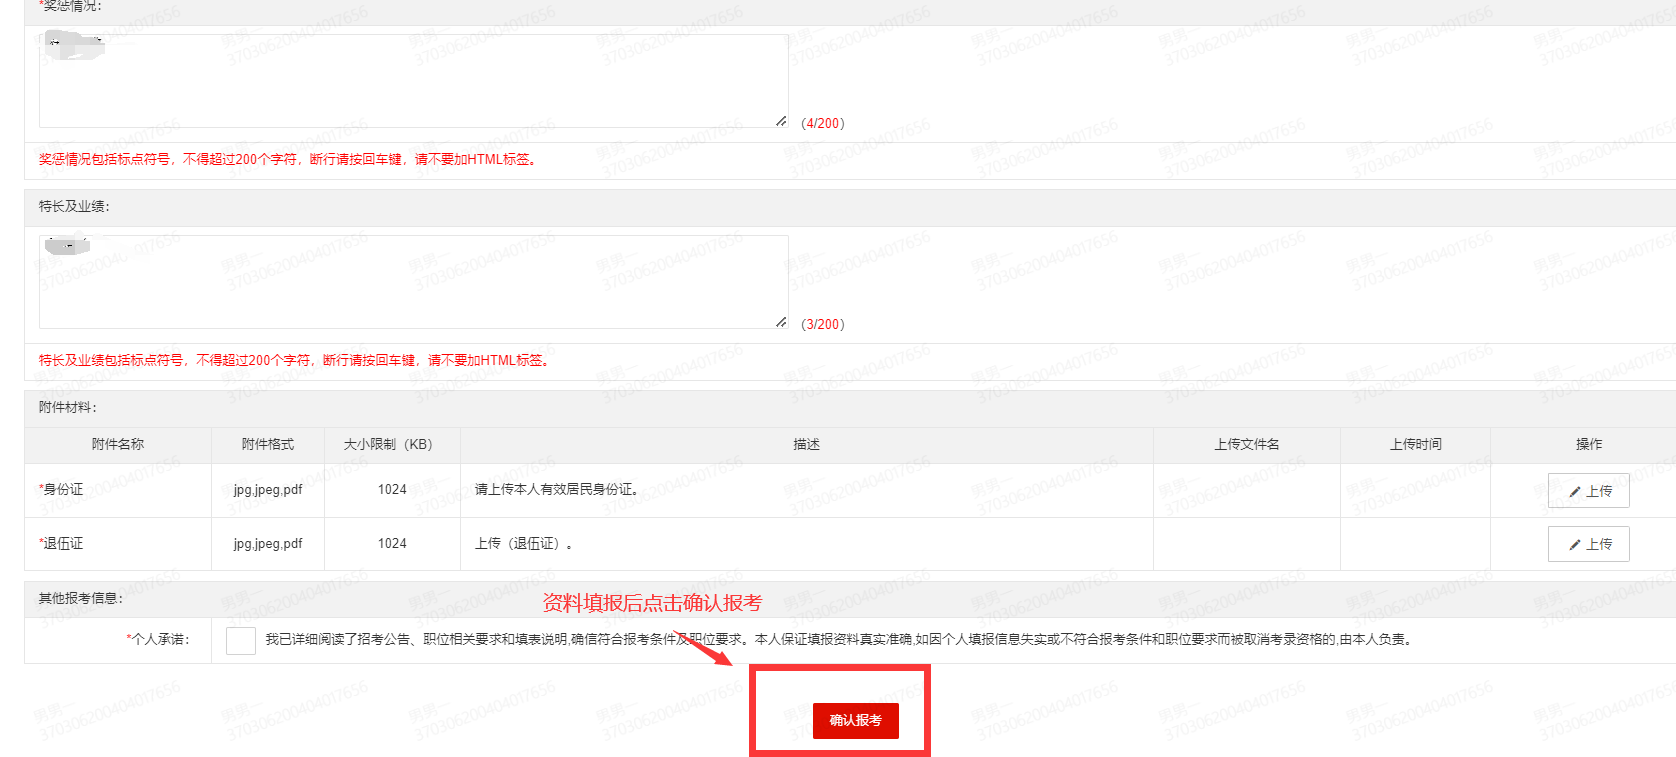 *奖惩情况：
（4/200）
奖惩情况包括标点符号，不得超过200个字符，断行请按回车键，请不要加HTML标签。
特长及业绩：
（3/200）
特长及业绩包括标点符号，不得超过200个字符，断行请按回车键，请不要加HTML标签。
附件材料：
附件名称 附件格式 大小限制（KB） 描述 上传文件名 上传时间 操作
*身份证 jpg,jpeg,pdf 1024 请上传本人有效居民身份证。 上传
*退伍证 jpg,jpeg,pdf 1024 上传（退伍证）。 上传
其他报考信息：
资料填报后点击确认报考
*个人承诺： 我已详细阅读了招考公告、职位相关要求和填表说明,确信符合报考条件及职位要求。本人保证填报资料真实准确,如因个人填报信息失实或不符合报考条件和职位要求而被取消考录资格的,由本人负责。
确认报考
男男一
370306200404017656